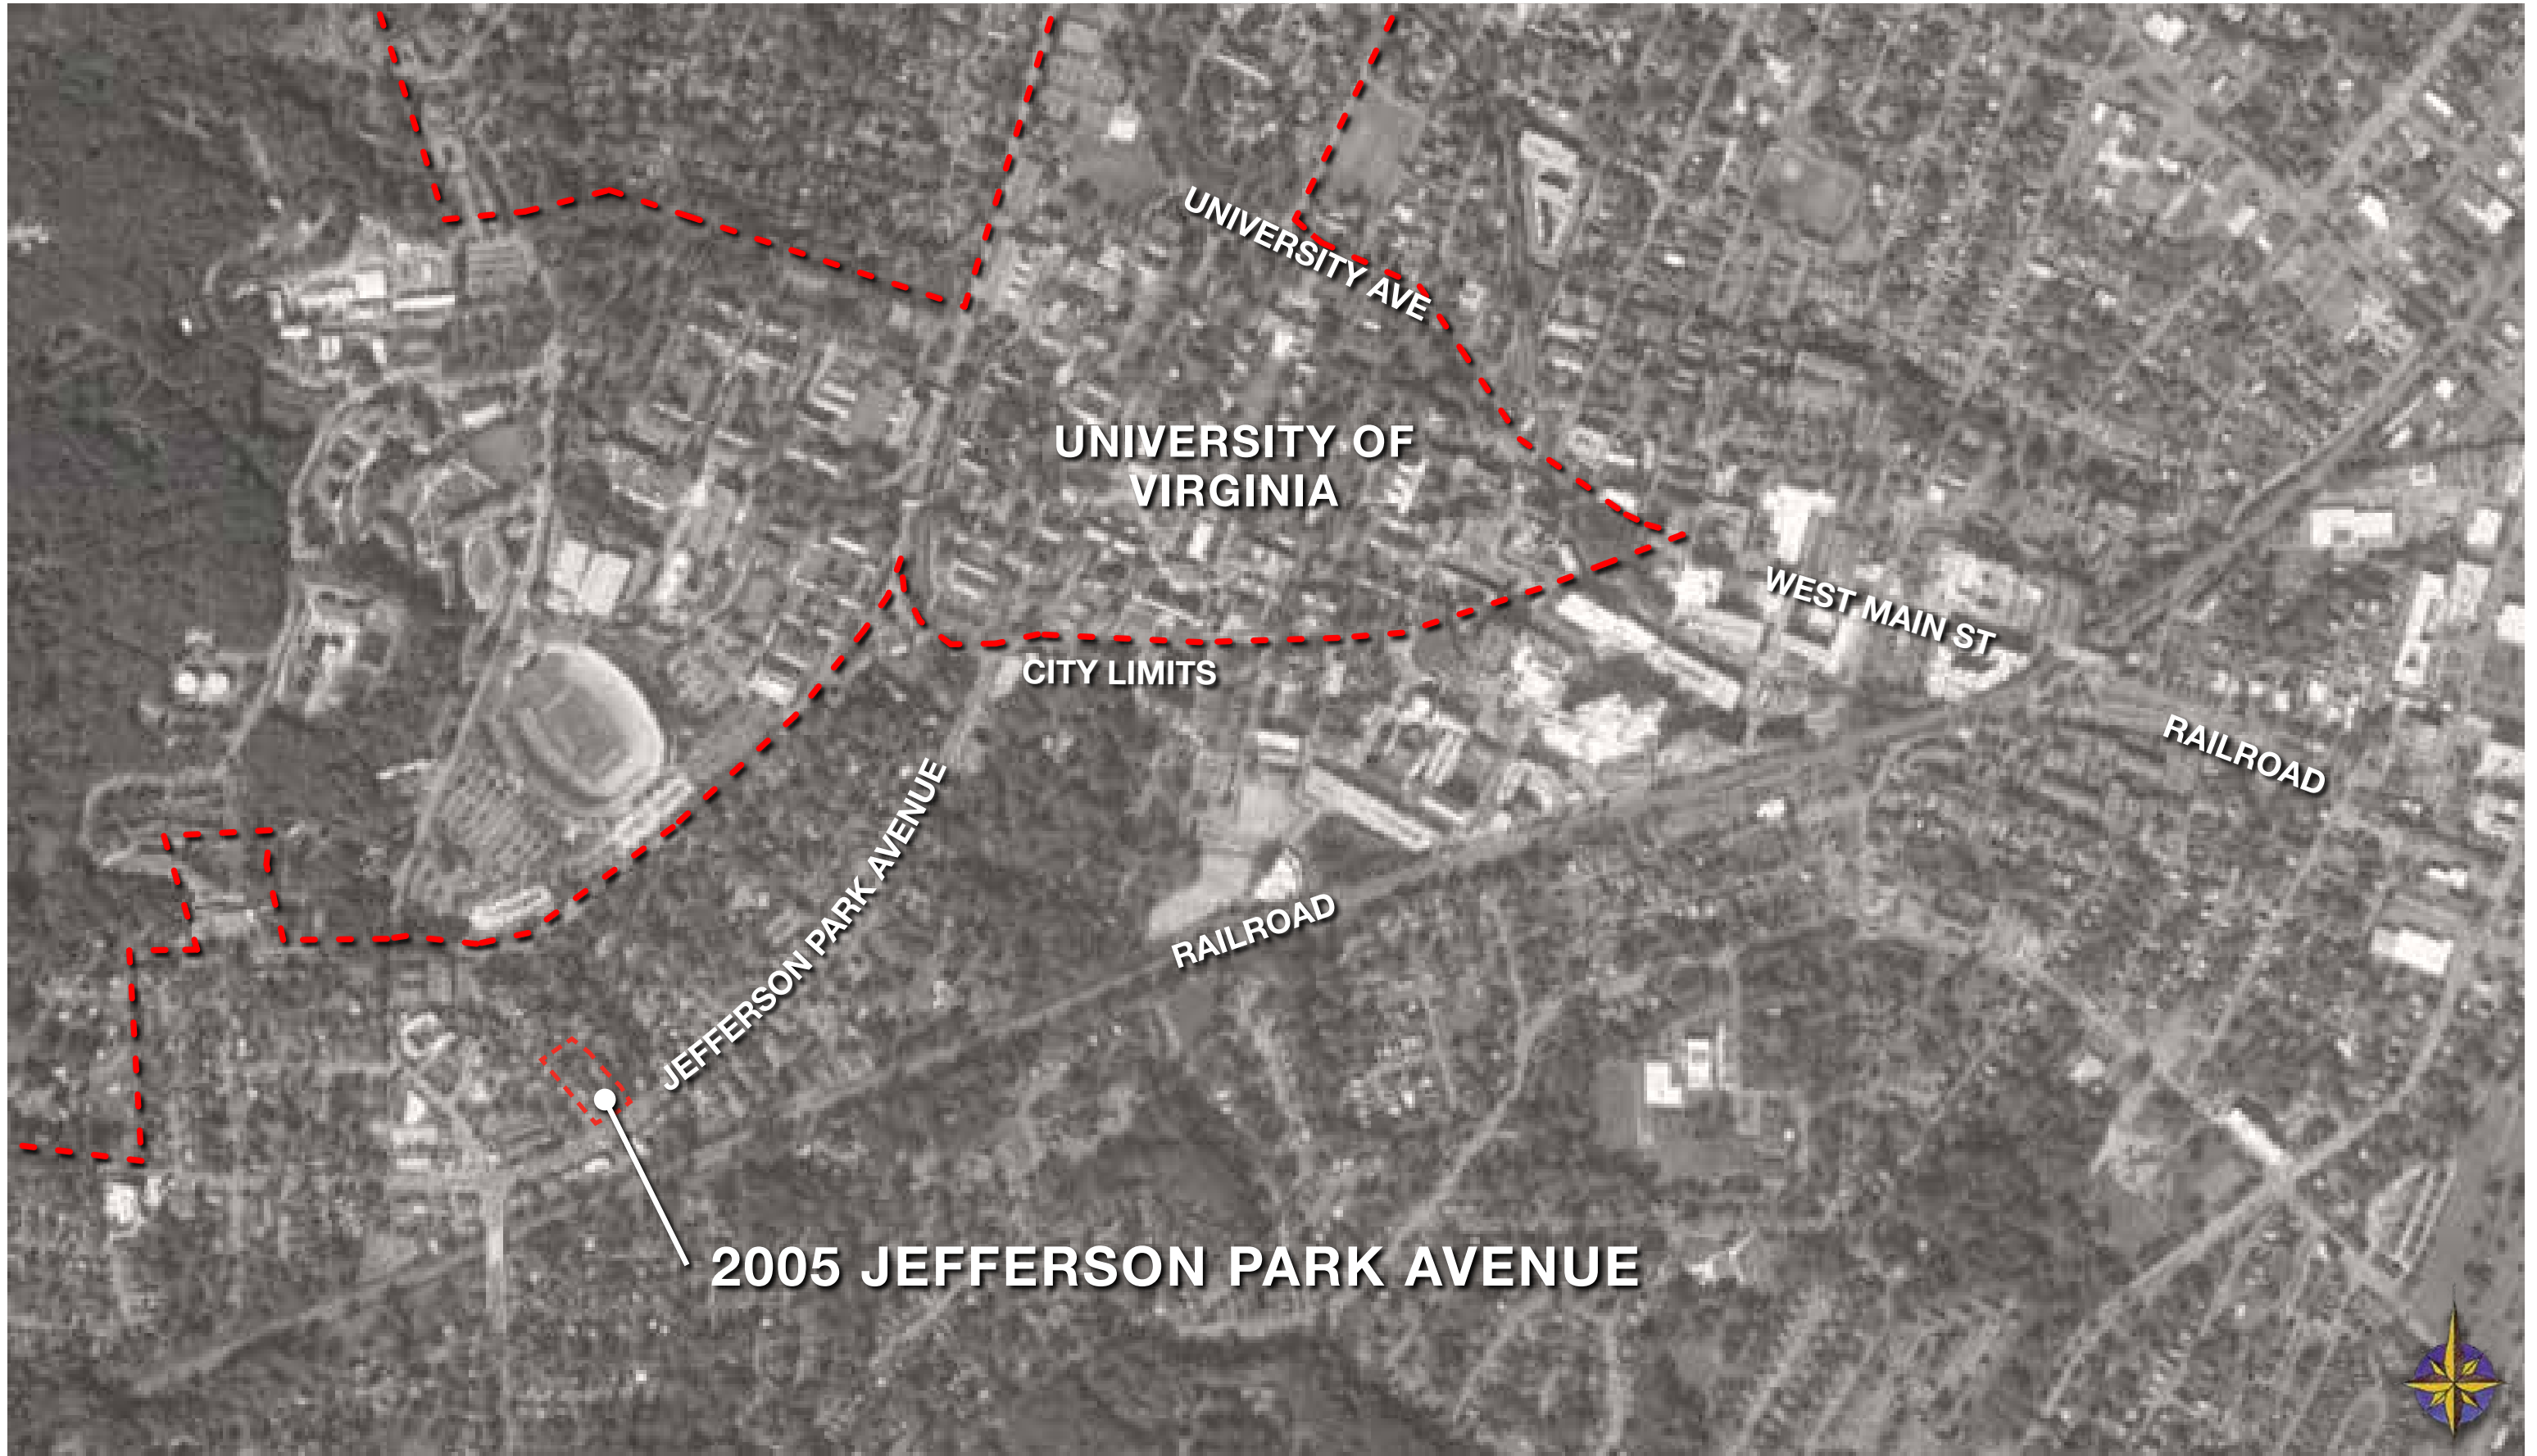 UNIVERSITY AVE
UNIVERSITY OF
VIRGINIA
WEST MAIN ST
CITY LIMITS
RAILROAD
JEFFERSON PARK AVENUE
RAILROAD
2005 JEFFERSON PARK AVENUE